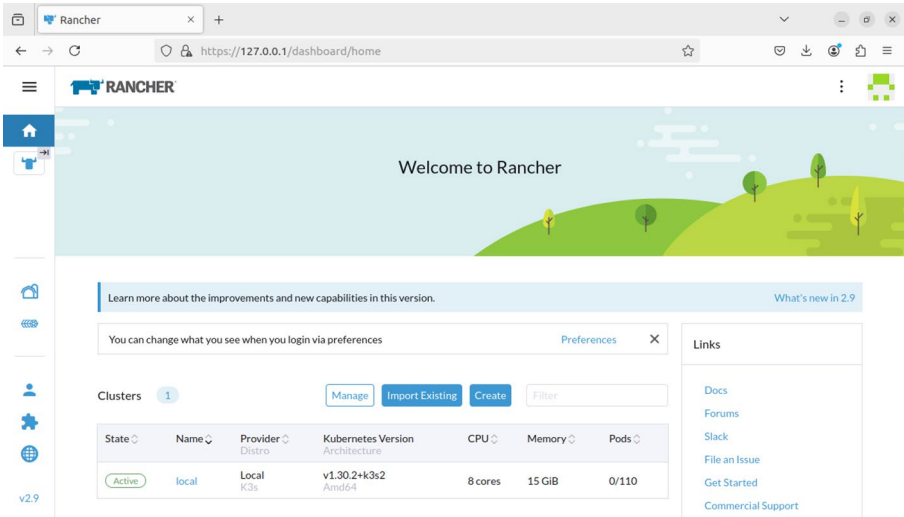 Rancher
https://127.0.0.1/dashboard/home
RANCHER
Welcome to Rancher
Learn more about the improvements and new capabilities in this version. What's new in 2.9
You can change what you see when you login via preferences Preferences
Links
Clusters 1 Manage Import Existing Create Filter
State Name Provider Kubernetes Version CPU Memory Pods
Distro Architecture
Active local Local v1.30.2+k3s2 8 cores 15 GiB 0/110
K3s Amd64
Docs
Forums
Slack
File an Issue
Get Started
Commercial Support
v2.9